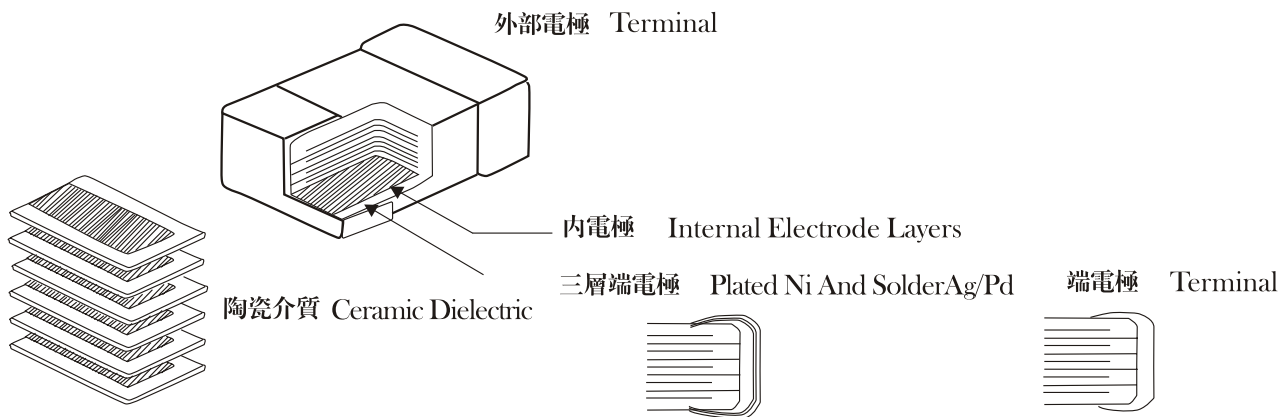 外部電極 Terminal
内電極 Internal Electrode Layers
三層端電極 Plated Ni And SolderAg/Pd
端電極 Terminal
陶瓷介質 Ceramic Dielectric